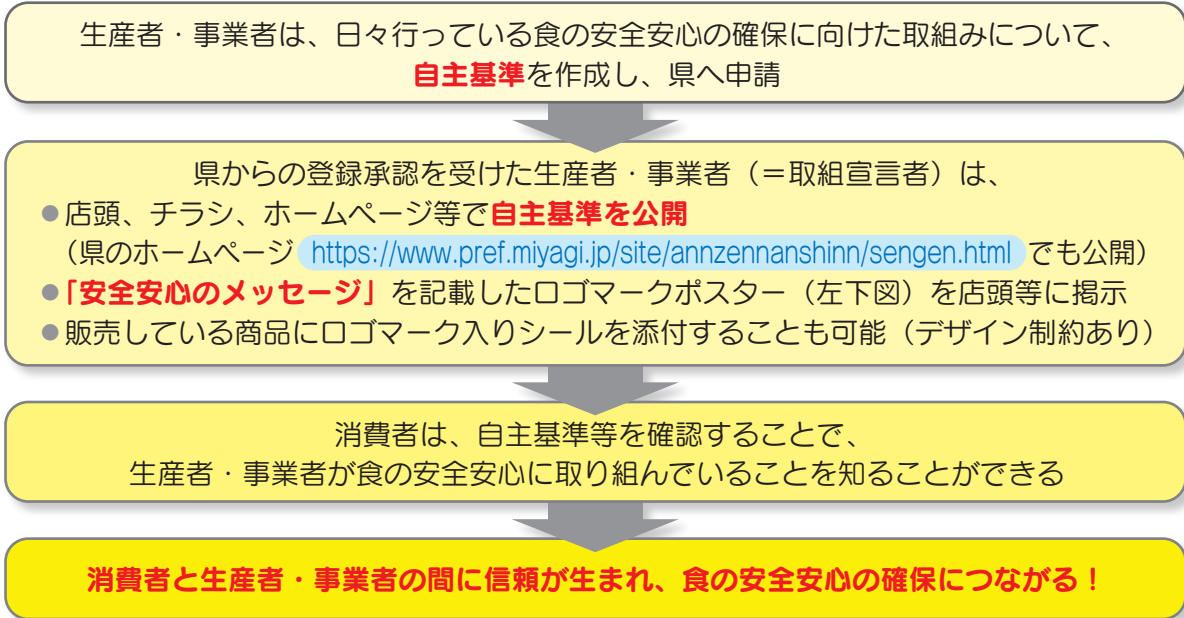 生産者・事業者は、日々行っている食の安全安心の確保に向けた取組みについて、
自主基準を作成し、県へ申請
県からの登録承認を受けた生産者・事業者（＝取組宣言者）は、
●店頭、チラシ、ホームページ等で自主基準を公開
（県のホームページ https://www.pref.miyagi.jp/site/annzennanshinn/sengen.html でも公開）
●「安全安心のメッセージ」を記載したロゴマークポスター（左下図）を店頭等に掲示
●販売している商品にロゴマーク入りシールを添付することも可能（デザイン制約あり）
消費者は、自主基準等を確認することで、
生産者・事業者が食の安全安心に取り組んでいることを知ることができる
消費者と生産者・事業者の間に信頼が生まれ、食の安全安心の確保につながる！